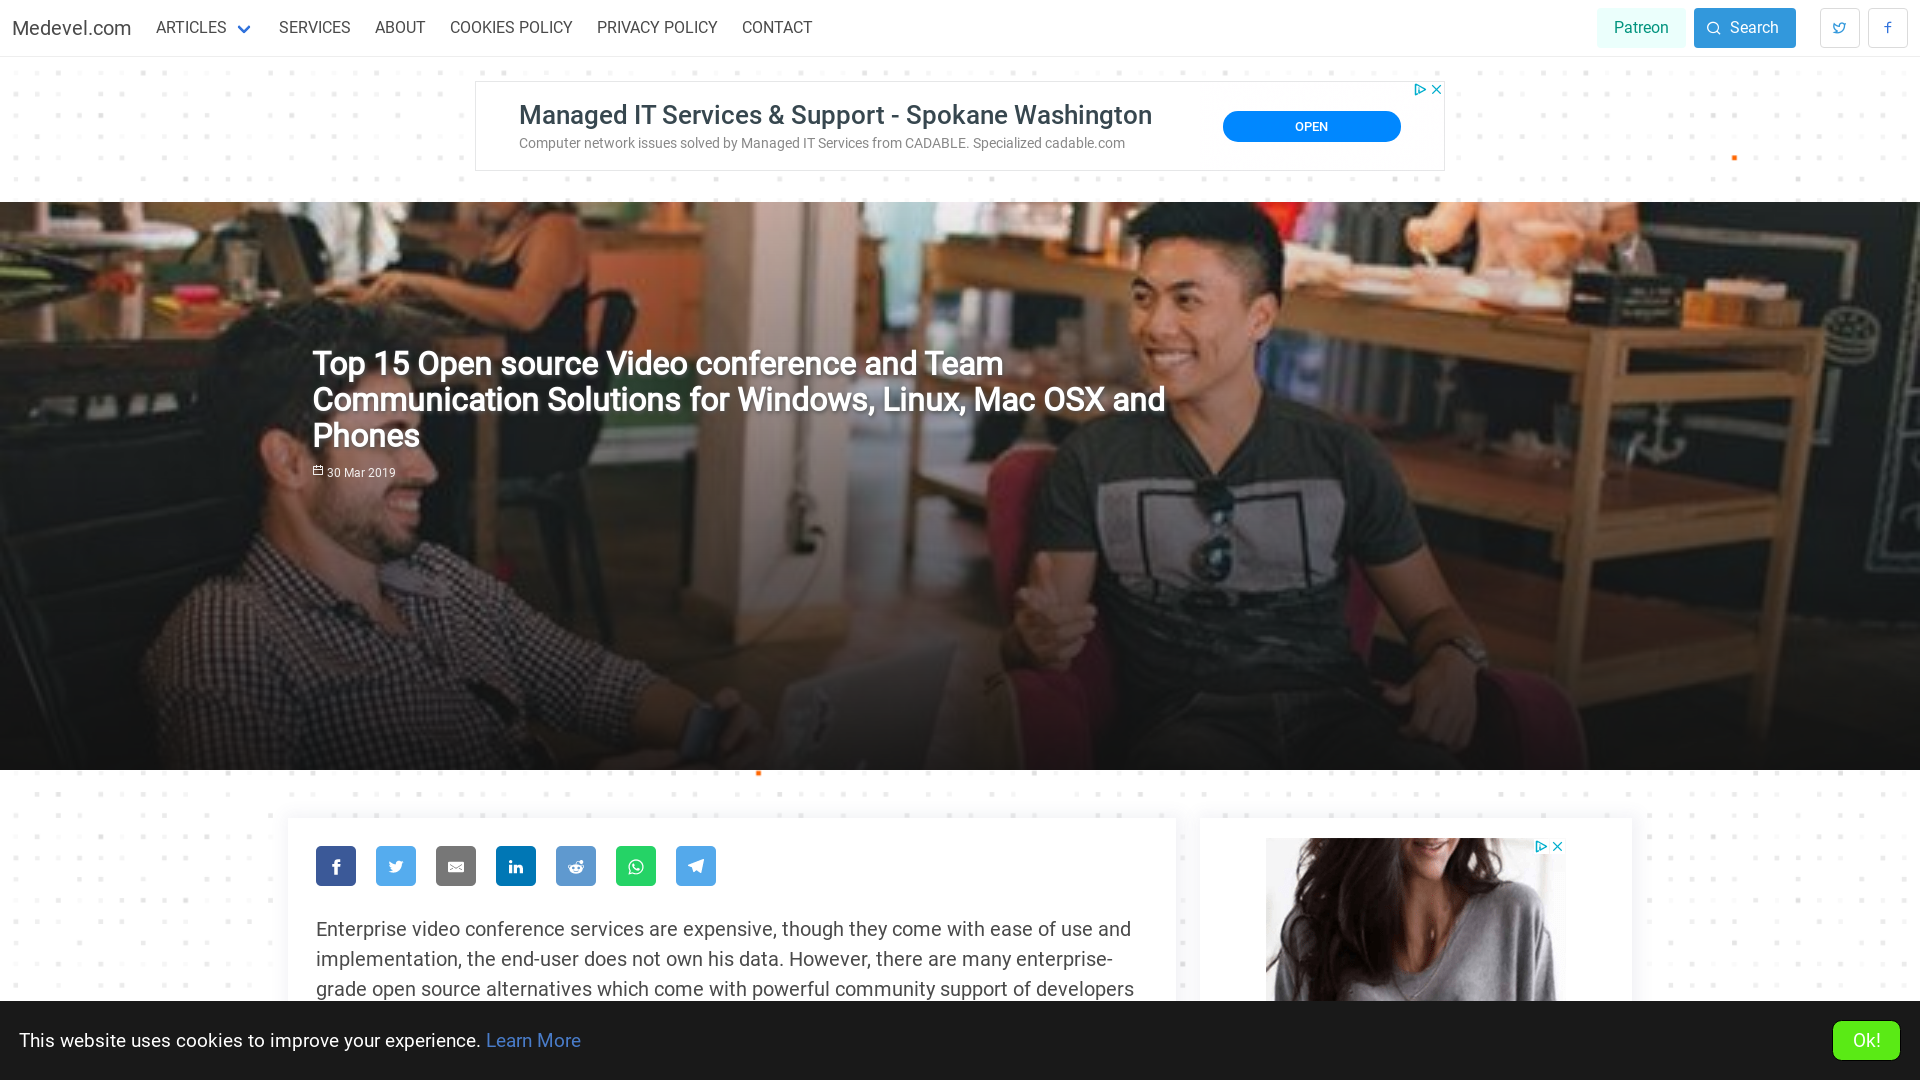 Medevel.com ARTICLES SERVICES ABOUT COOKIES POLICY PRIVACY POLICY CONTACT Patreon Search
Managed IT Services & Support - Spokane Washington
Computer network issues solved by Managed IT Services from CADABLE. Specialized cadable.com
OPEN
Top 15 Open source Video conference and Team
Communication Solutions for Windows, Linux, Mac OSX and
Phones
30 Mar 2019
Enterprise video conference services are expensive, though they come with ease of use and
implementation, the end-user does not own his data. However, there are many enterprise-
grade open source alternatives which come with powerful community support of developers
This website uses cookies to improve your experience. Learn More
Ok!